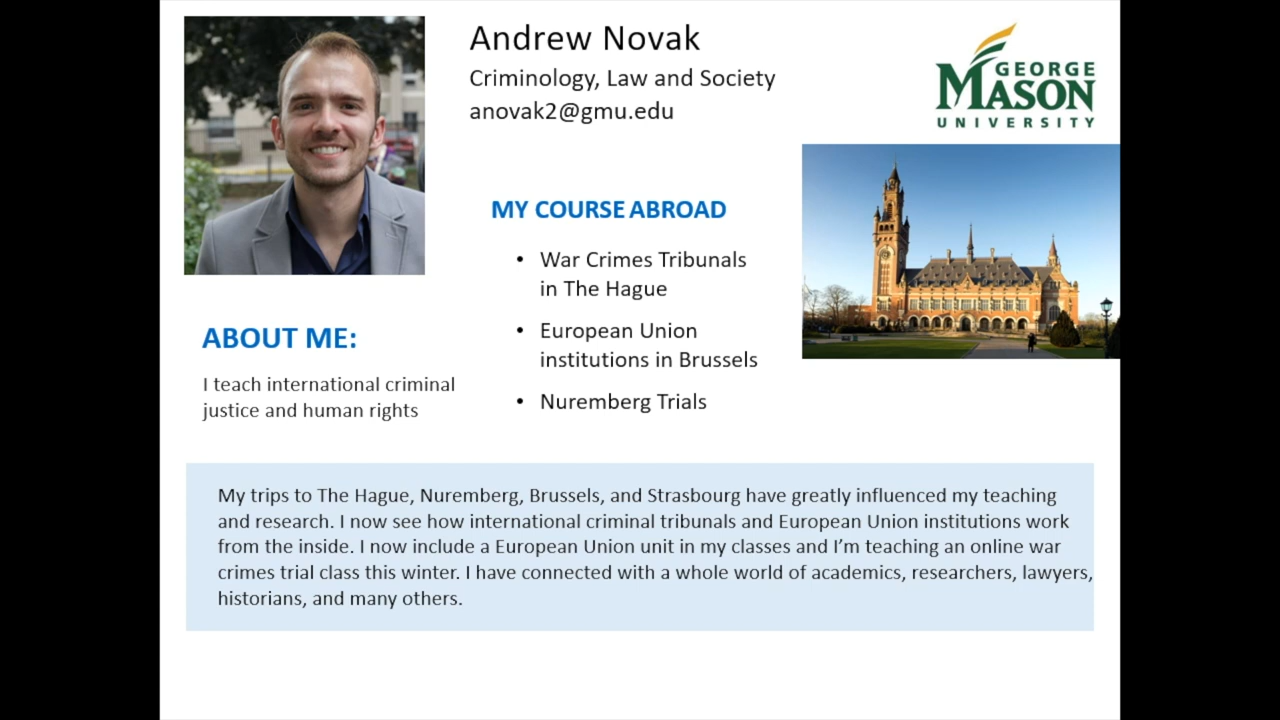 Andrew Novak
Criminology, Law and Society
anovak2@gmu.edu
GEORGE
MASON
UNIVERSITY
MY COURSE ABROAD
• War Crimes Tribunals
in The Hague
• European Union
institutions in Brussels
• Nuremberg Trials
ABOUT ME:
I teach international criminal
justice and human rights
My trips to The Hague, Nuremberg, Brussels, and Strasbourg have greatly influenced my teaching
and research. I now see how international criminal tribunals and European Union institutions work
from the inside. I now include a European Union unit in my classes and I’m teaching an online war
crimes trial class this winter. I have connected with a whole world of academics, researchers, lawyers,
historians, and many others.